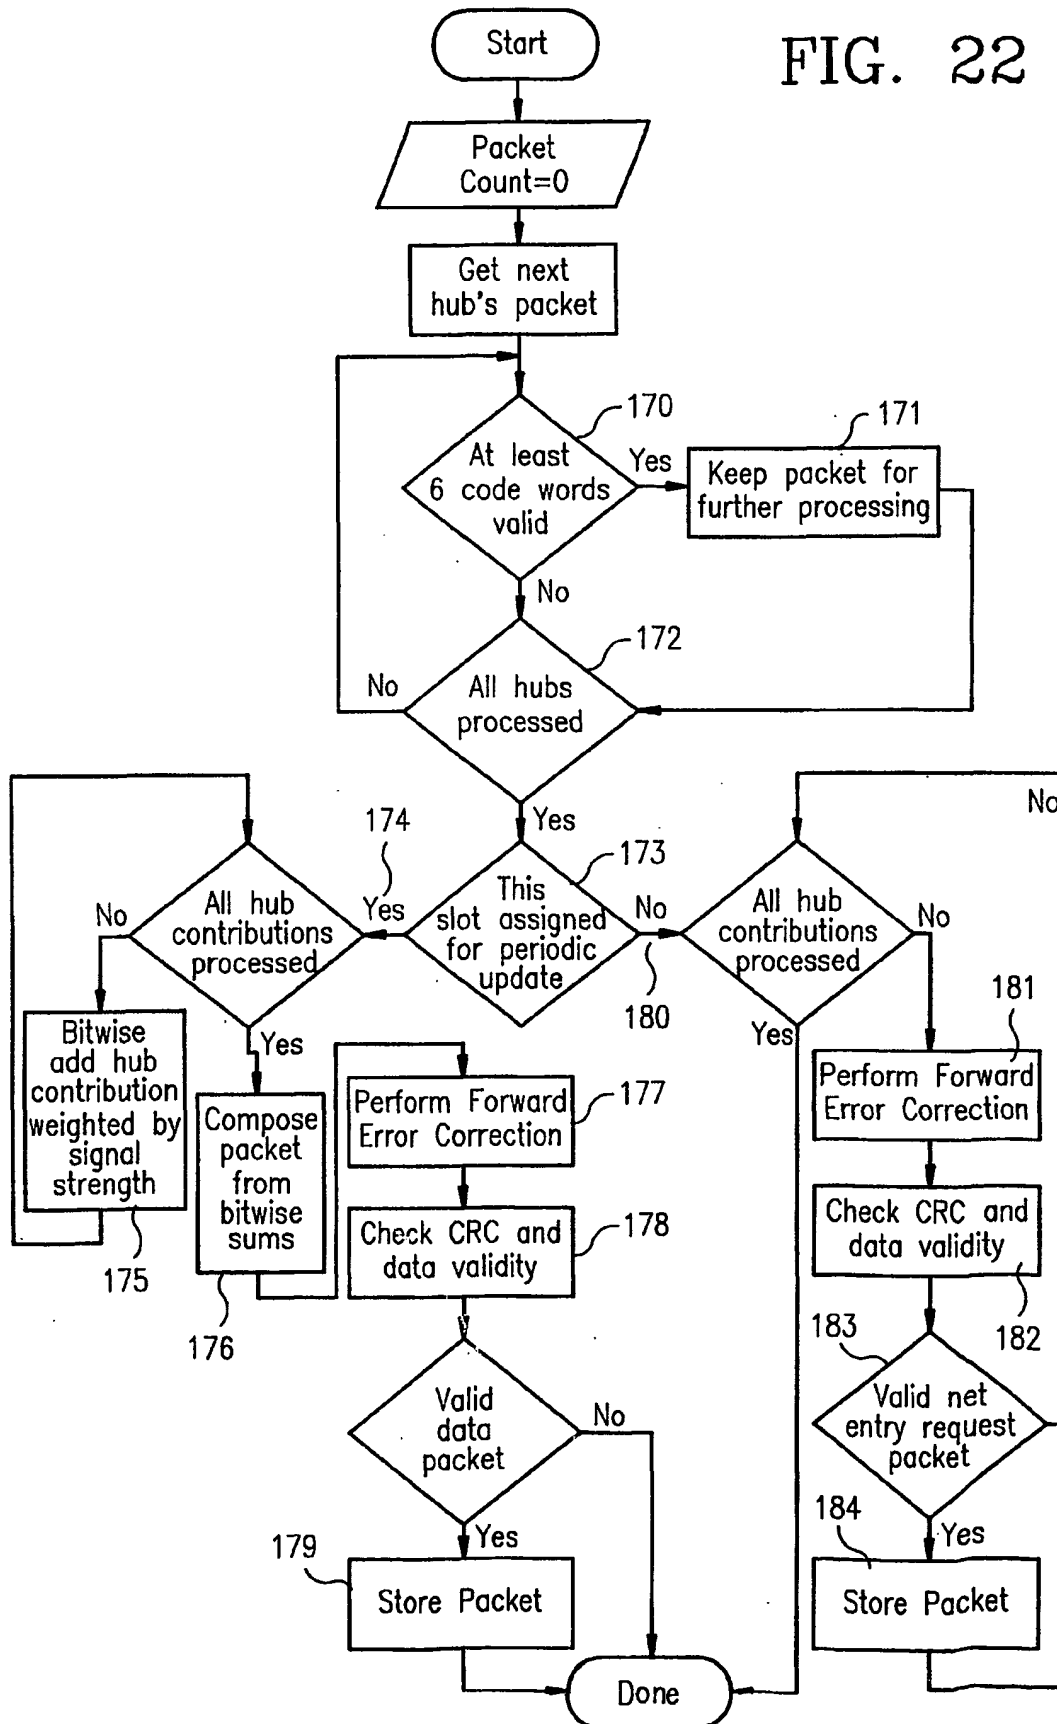 FIG. 22
Start
Packet
Count=0
Get next
hub's packet
170
At least
6 code words
valid
Yes
171
Keep packet for
further processing
No
172
All hubs
processed
No
Yes
173
This
slot assigned
for periodic
update
174
Yes
No
180
All hub
contributions
processed
No
Yes
Bitwise
add hub
contribution
weighted by
signal
strength
175
Compose
packet
from
bitwise
sums
176
Perform Forward
Error Correction
177
Check CRC and
data validity
178
Valid
data
packet
No
Yes
179
Store Packet
All hub
contributions
processed
No
No
Yes
181
Perform Forward
Error Correction
Check CRC and
data validity
182
183
Valid net
entry request
packet
Yes
184
Store Packet
Done